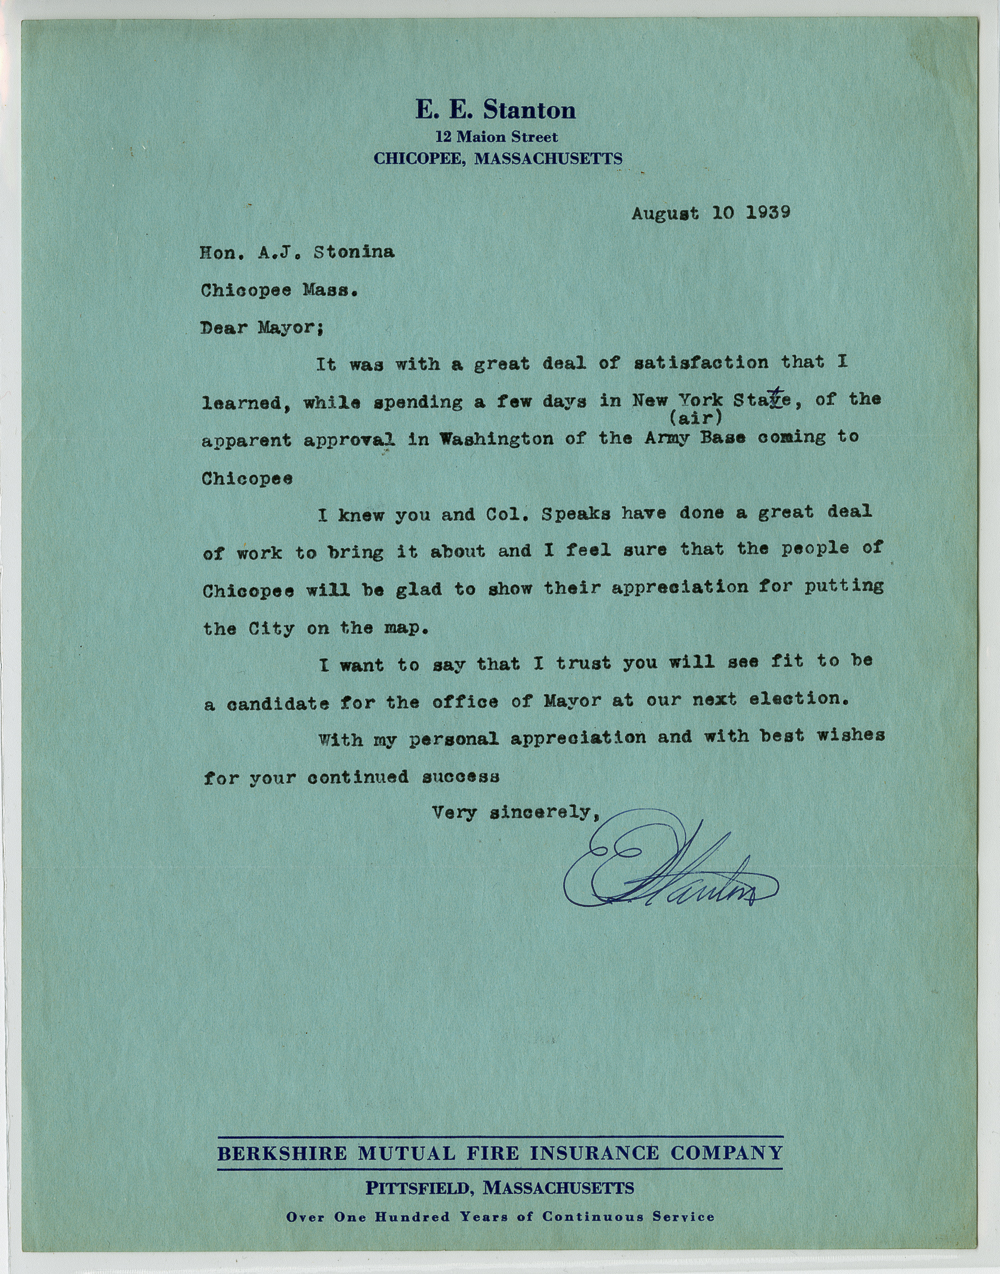 E. E. Stanton
12 Maion Street
CHICOPEE, MASSACHUSETTS
August 10 1939
Hon. A.J. Stonina
Chicopee Mass.
Dear Mayor;
It was with a great deal of satisfaction that I
learned, while spending a few days in New York State, of the
(air)
apparent approval in Washington of the Army Base coming to
Chicopee
I knew you and Col. Speaks have done a great deal
of work to bring it about and I feel sure that the people of
Chicopee will be glad to show their appreciation for putting
the City on the map.
I want to say that I trust you will see fit to be
a candidate for the office of Mayor at our next election.
With my personal appreciation and with best wishes
for your continued success
Very sincerely,
E E Stanton
BERKSHIRE MUTUAL FIRE INSURANCE COMPANY
PITTSFIELD, MASSACHUSETTS
Over One Hundred Years of Continuous Service